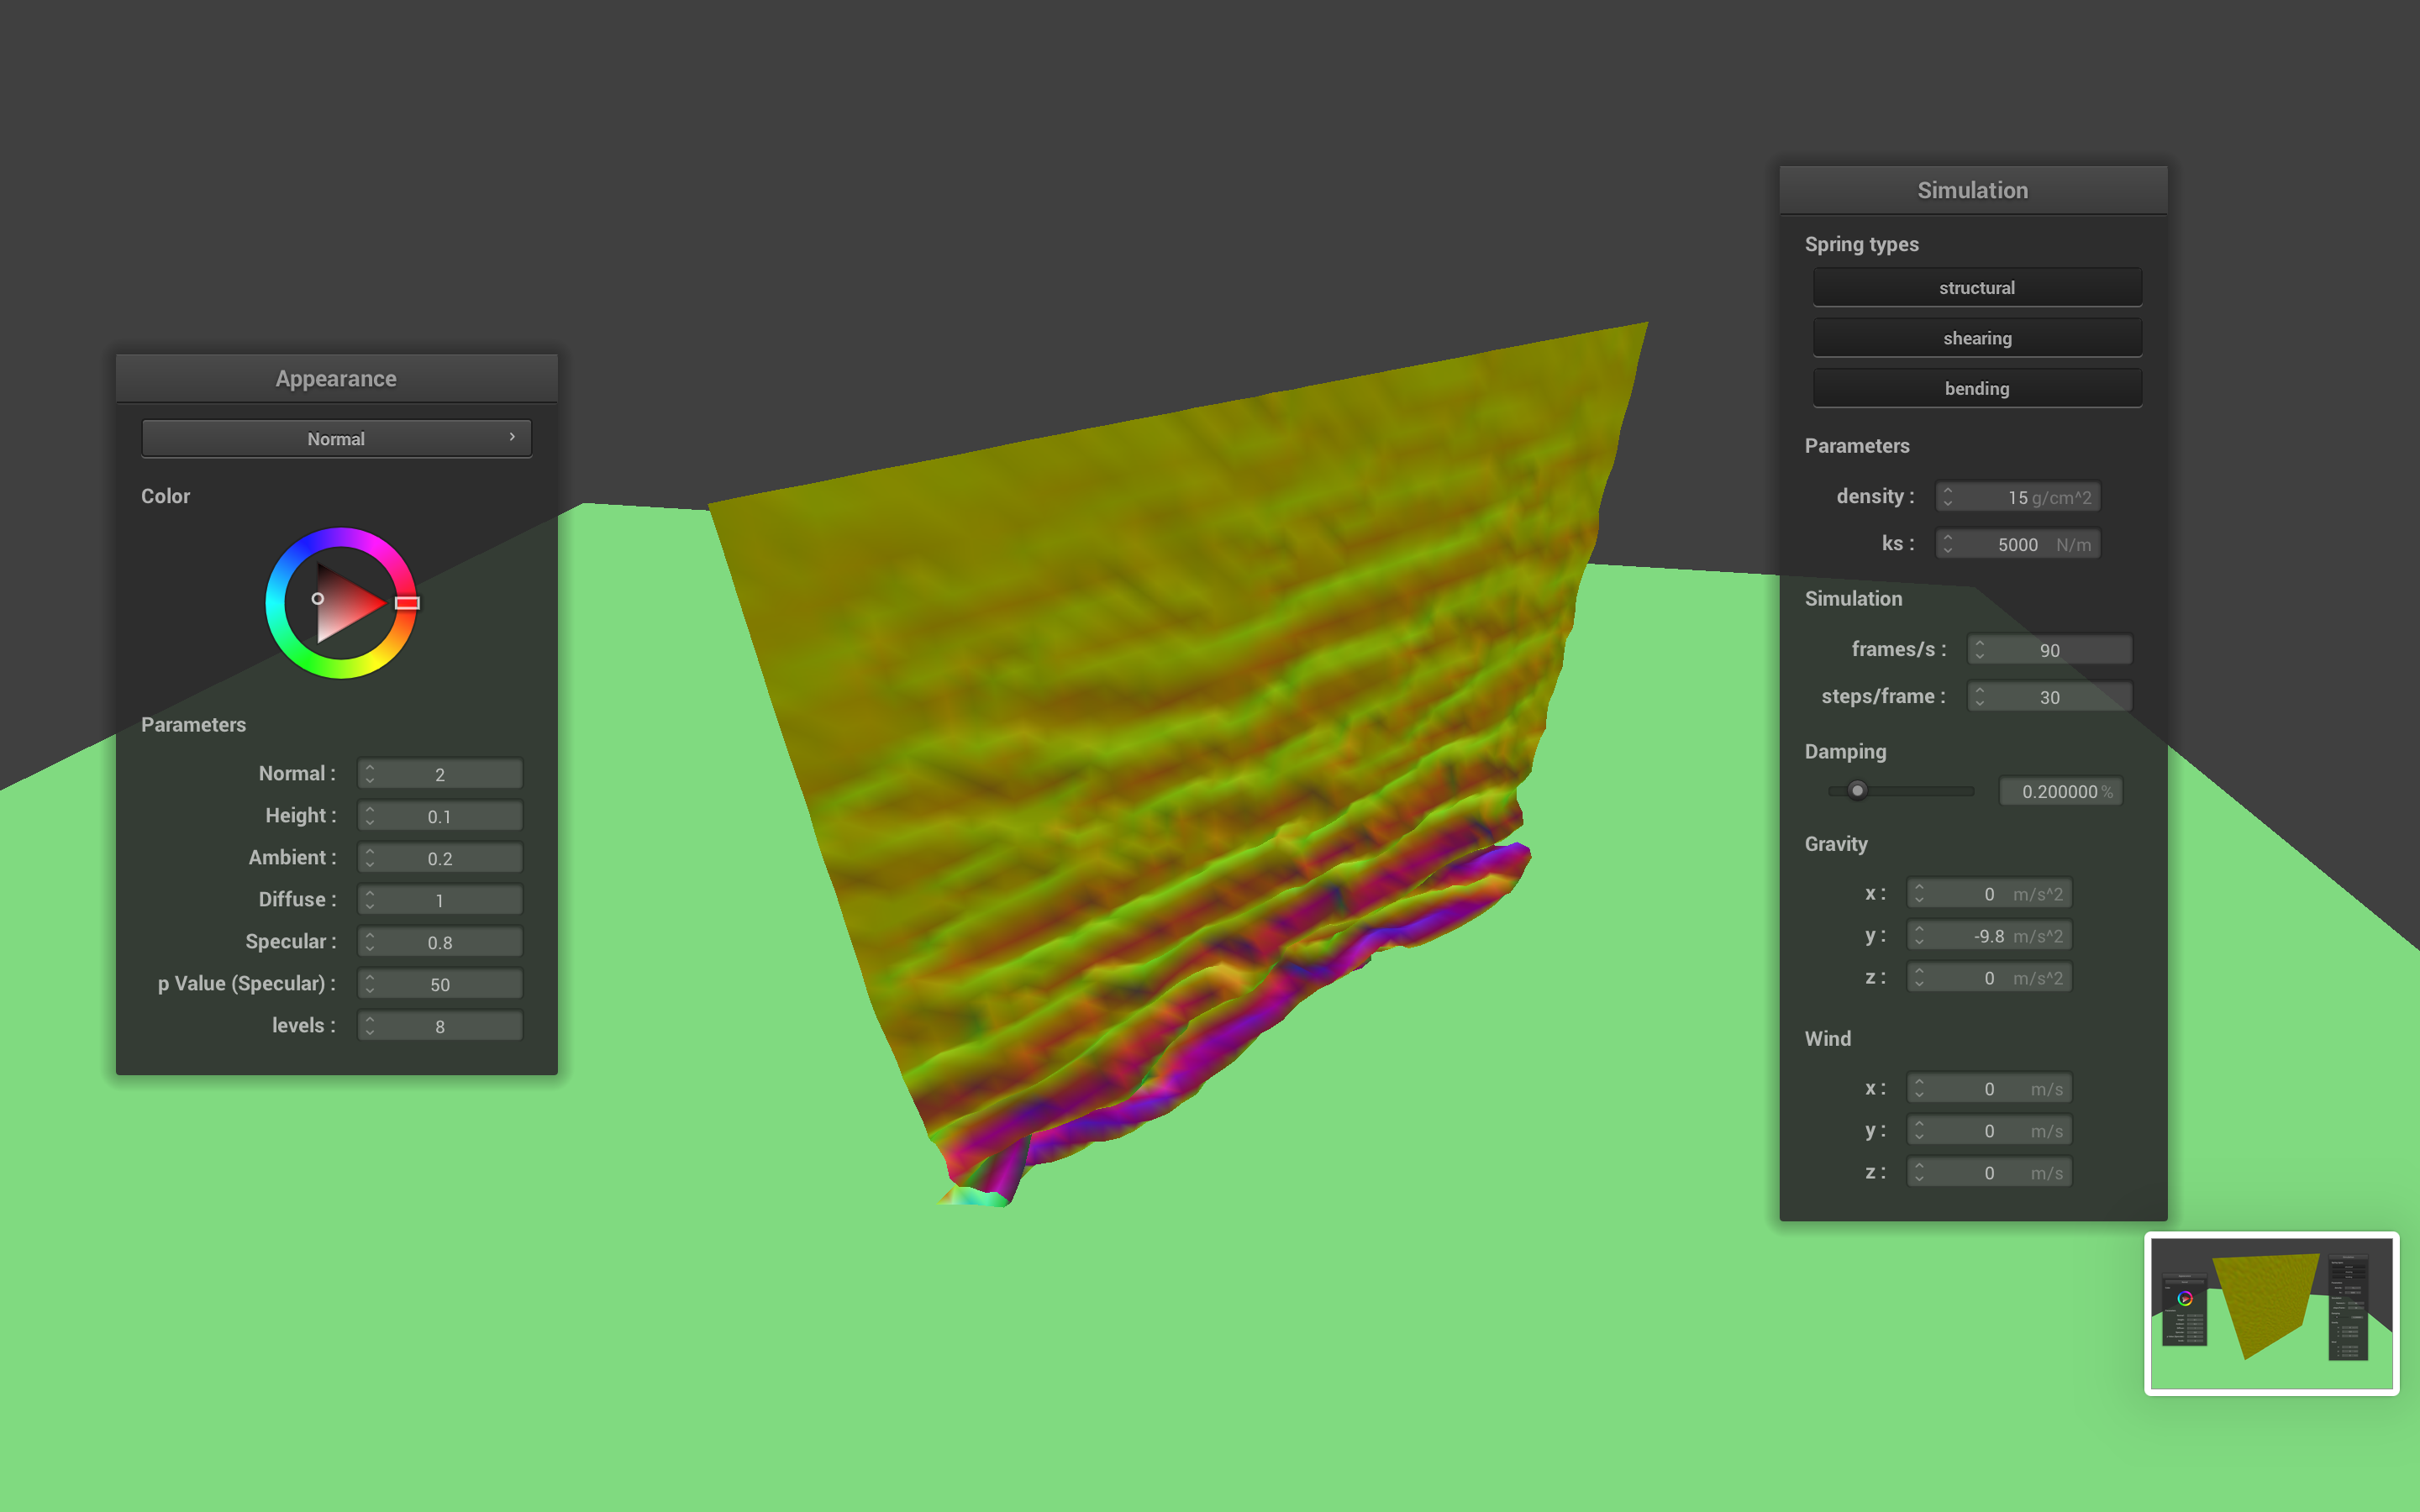 Appearance
Normal
Color
Parameters
Normal : 2
Height : 0.1
Ambient : 0.2
Diffuse : 1
Specular : 0.8
p Value (Specular) : 50
levels : 8
Simulation
Spring types
structural
shearing
bending
Parameters
density : 15 g/cm^2
ks : 5000 N/m
Simulation
frames/s : 90
steps/frame : 30
Damping
0.200000 %
Gravity
x : 0 m/s^2
y : -9.8 m/s^2
z : 0 m/s^2
Wind
x : 0 m/s
y : 0 m/s
z : 0 m/s